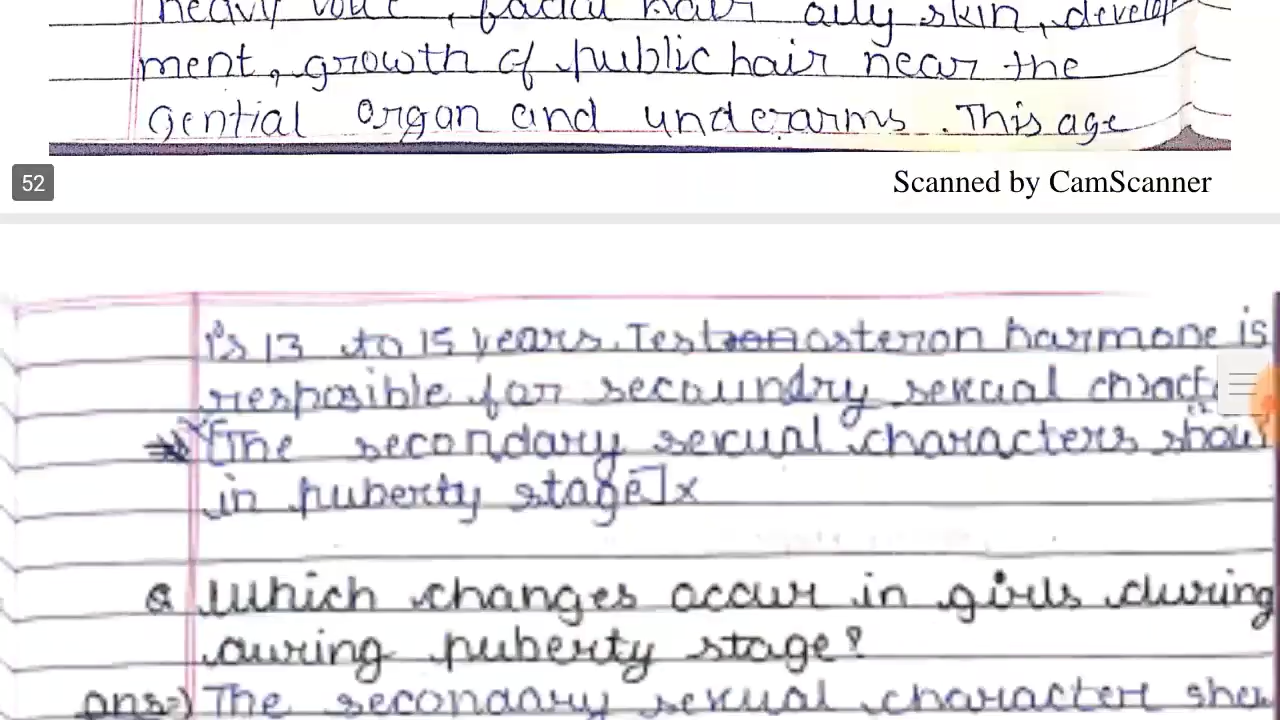 heavy voice, facial hair oily skin, develop
ment, growth of public hair near the
gential organ and underarms. This age
52
Scanned by CamScanner
is 13 to 15 years. Testosteron harmone is
resposible for secoundry sexual
[The secondary sexual characters show
in puberty stage]x
Q Which changes occur in girls during
during puberty stage?
ans:) The secondary sexual character